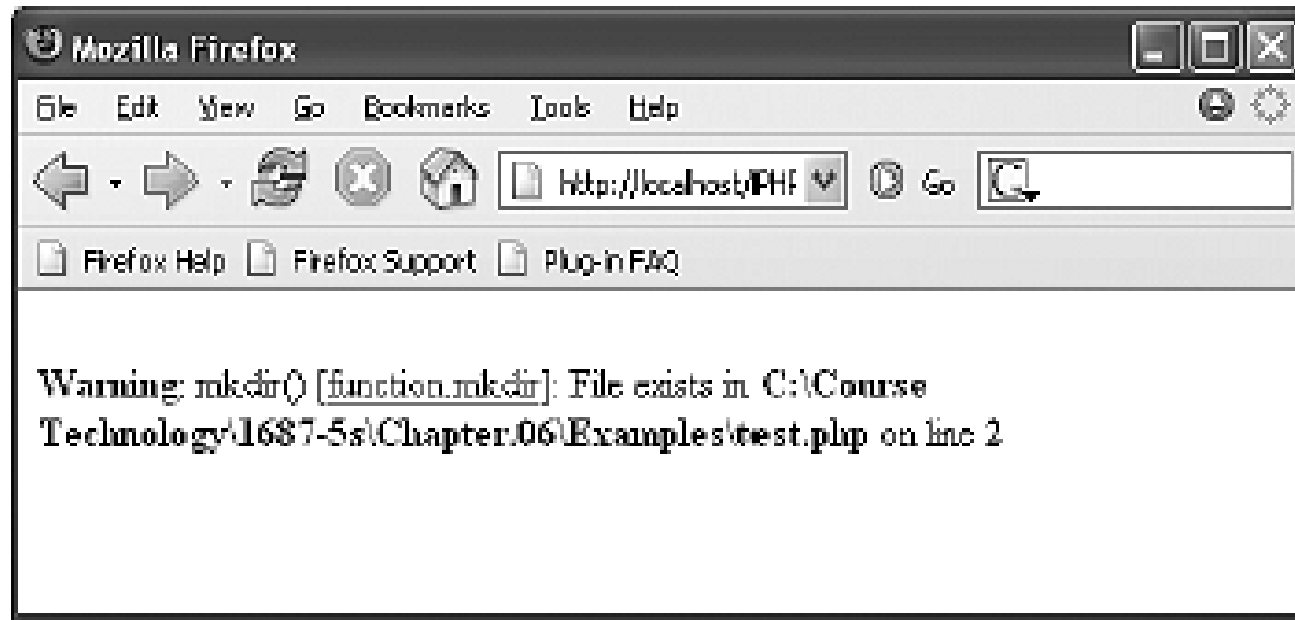 Mozilla Firefox
File Edit View Go Bookmarks Tools Help
http://localhost/IPHP Go
Firefox Help Firefox Support Plug-in FAQ
Warning: mkdir() [function.mkdir]: File exists in C:\Course
Technology\1687-5s\Chapter.06\Examples\test.php on line 2